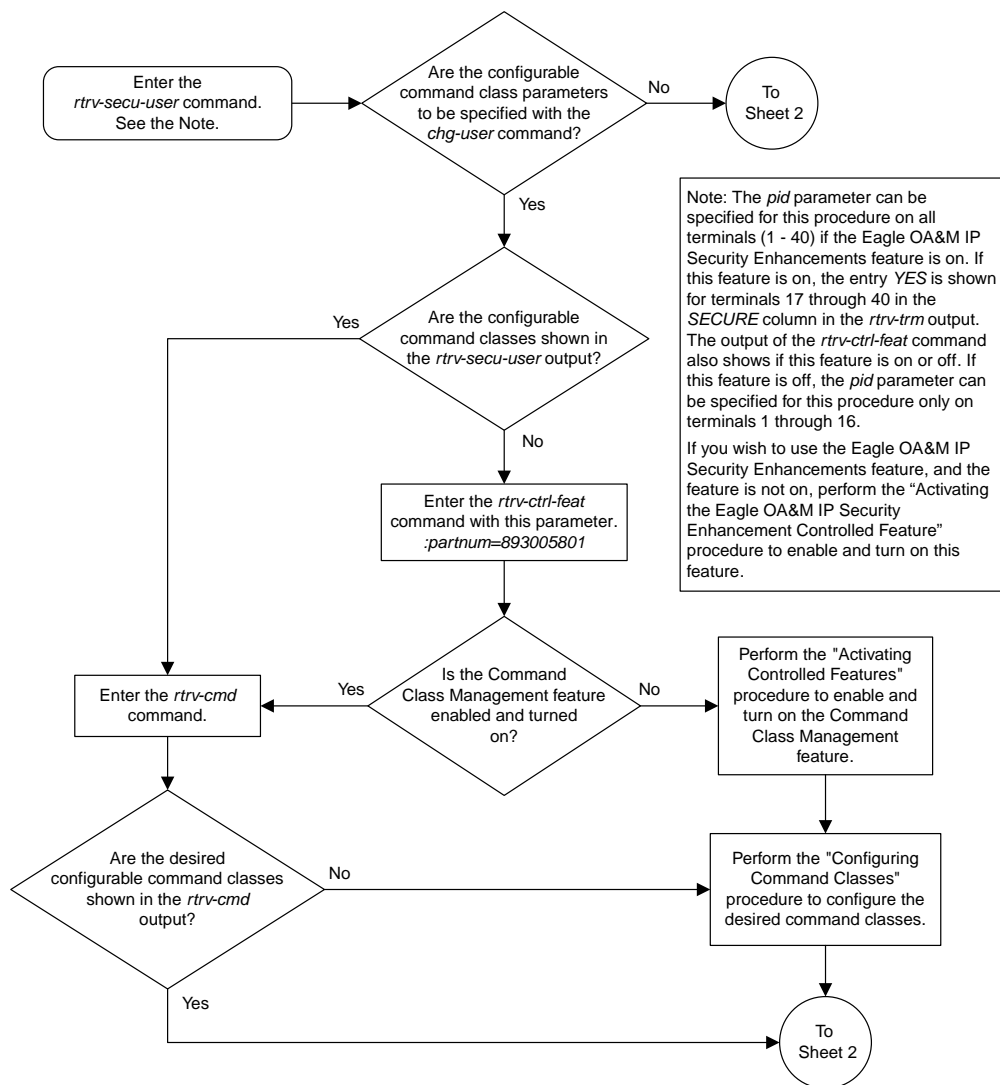 Enter the
rtrv-secu-user command.
See the Note.
Are the configurable
command class parameters
to be specified with the
chg-user command?
No
To
Sheet 2
Yes
Note: The pid parameter can be
specified for this procedure on all
terminals (1 - 40) if the Eagle OA&M IP
Security Enhancements feature is on. If
this feature is on, the entry YES is shown
for terminals 17 through 40 in the
SECURE column in the rtrv-trm output.
The output of the rtrv-ctrl-feat command
also shows if this feature is on or off. If
this feature is off, the pid parameter can
be specified for this procedure only on
terminals 1 through 16.
If you wish to use the Eagle OA&M IP
Security Enhancements feature, and the
feature is not on, perform the “Activating
the Eagle OA&M IP Security
Enhancement Controlled Feature”
procedure to enable and turn on this
feature.
Yes
Are the configurable
command classes shown in
the rtrv-secu-user output?
No
Enter the rtrv-ctrl-feat
command with this parameter.
:partnum=893005801
Is the Command
Class Management feature
enabled and turned
on?
Yes
No
Enter the rtrv-cmd
command.
Perform the "Activating
Controlled Features"
procedure to enable and
turn on the Command
Class Management
feature.
Are the desired
configurable command classes
shown in the rtrv-cmd
output?
No
Perform the "Configuring
Command Classes"
procedure to configure the
desired command classes.
Yes
To
Sheet 2